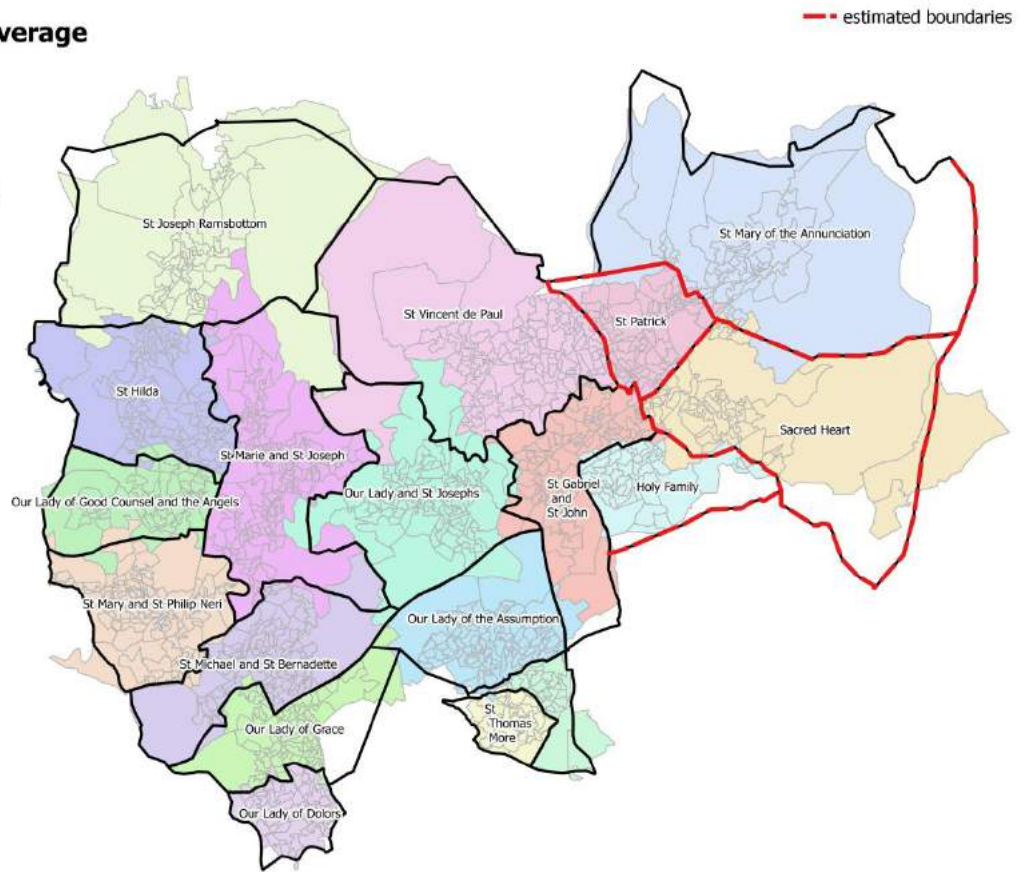 estimated boundaries
verage
St Joseph Ramsbottom
St Mary of the Annunciation
St Vincent de Paul
St Patrick
St Hilda
Sacred Heart
St Marie and St Joseph
Our Lady of Good Counsel and the Angels
Our Lady and St Josephs
St Gabriel
and
St John
Holy Family
St Mary and St Philip Neri
Our Lady of the Assumption
St Michael and St Bernadette
St
Thomas
More
Our Lady of Grace
Our Lady of Dolors